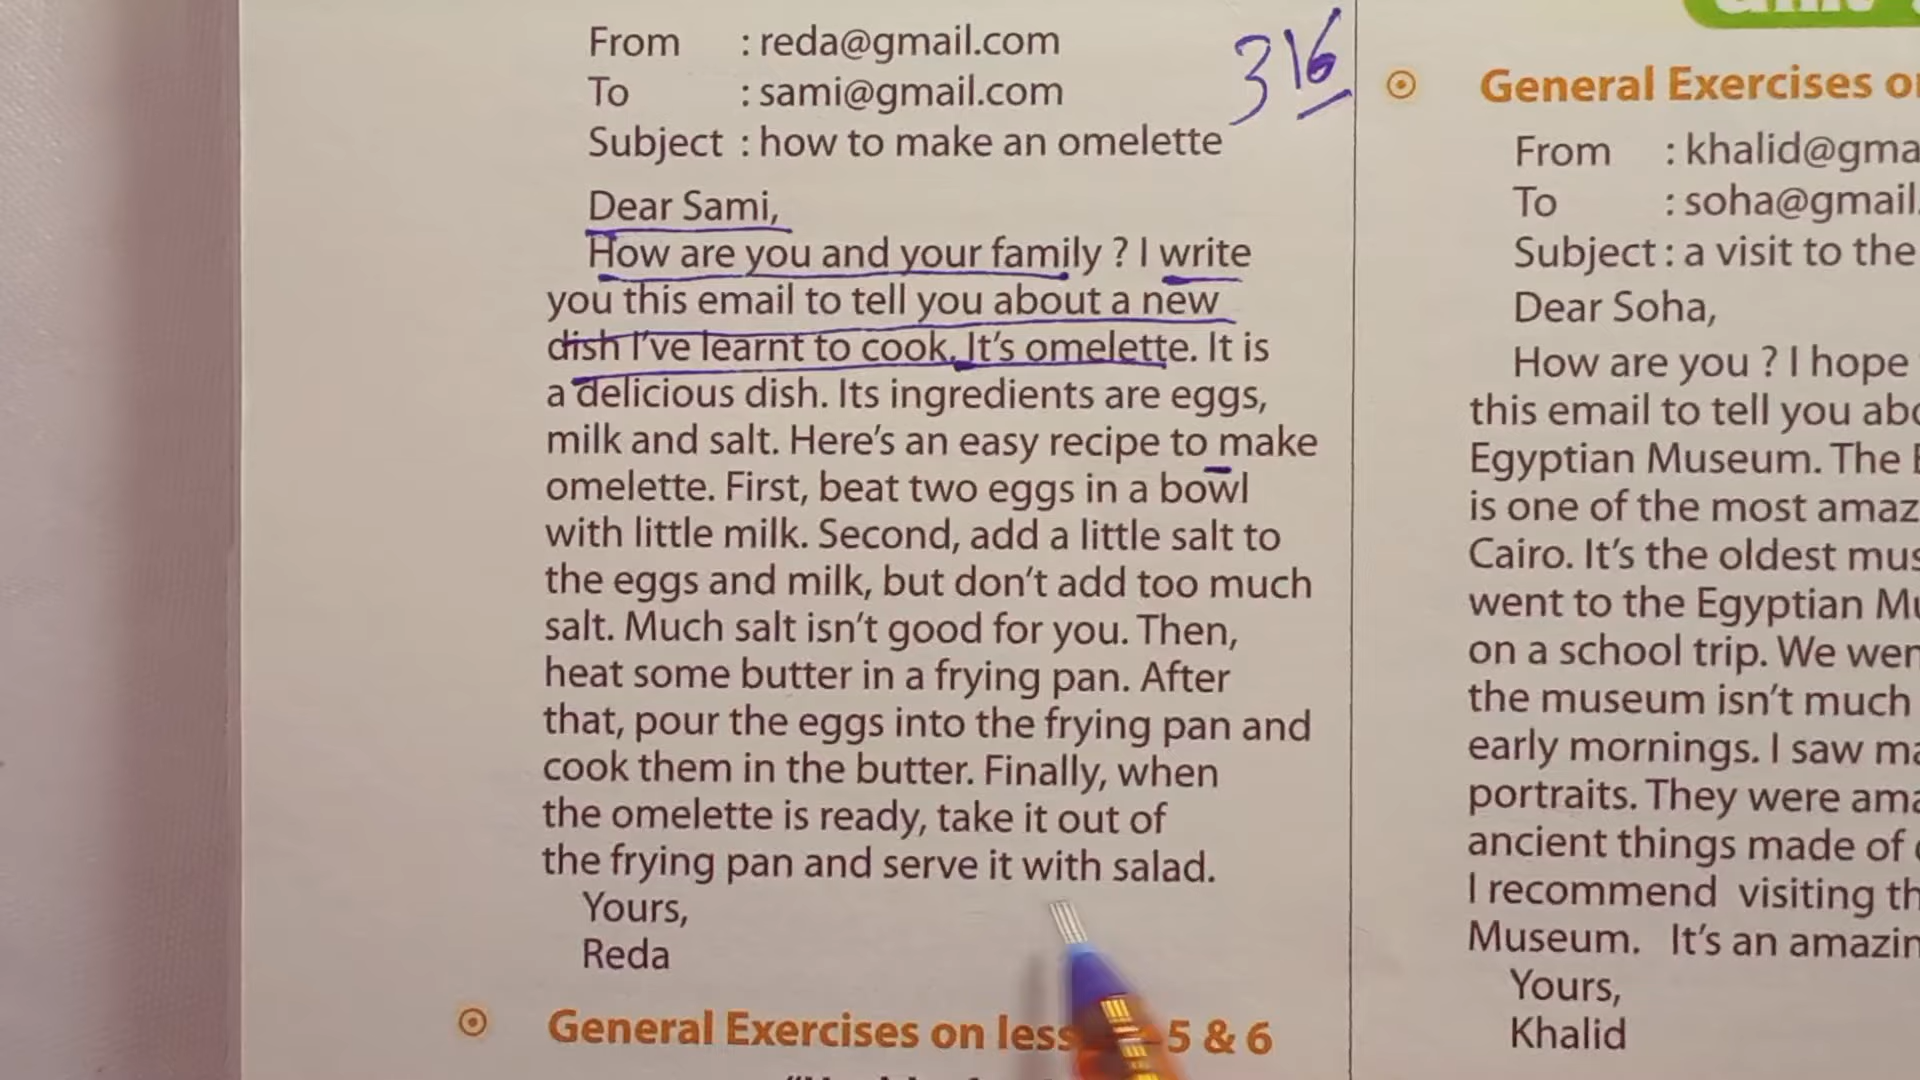 From : reda@gmail.com
To : sami@gmail.com
Subject : how to make an omelette
316
Dear Sami,
How are you and your family ? I write
you this email to tell you about a new
dish I've learnt to cook. It's omelette. It is
a delicious dish. Its ingredients are eggs,
milk and salt. Here's an easy recipe to make
omelette. First, beat two eggs in a bowl
with little milk. Second, add a little salt to
the eggs and milk, but don't add too much
salt. Much salt isn't good for you. Then,
heat some butter in a frying pan. After
that, pour the eggs into the frying pan and
cook them in the butter. Finally, when
the omelette is ready, take it out of
the frying pan and serve it with salad.
Yours,
Reda
General Exercises on less 5 & 6
General Exercises
From : khalid@gma
To : soha@gmail.
Subject : a visit to the
Dear Soha,
How are you ? I hope
this email to tell you abo
Egyptian Museum. The
is one of the most amaz
Cairo. It's the oldest mus
went to the Egyptian Mu
on a school trip. We wen
the museum isn't much
early mornings. I saw ma
portraits. They were ama
ancient things made of
I recommend visiting th
Museum. It's an amazin
Yours,
Khalid